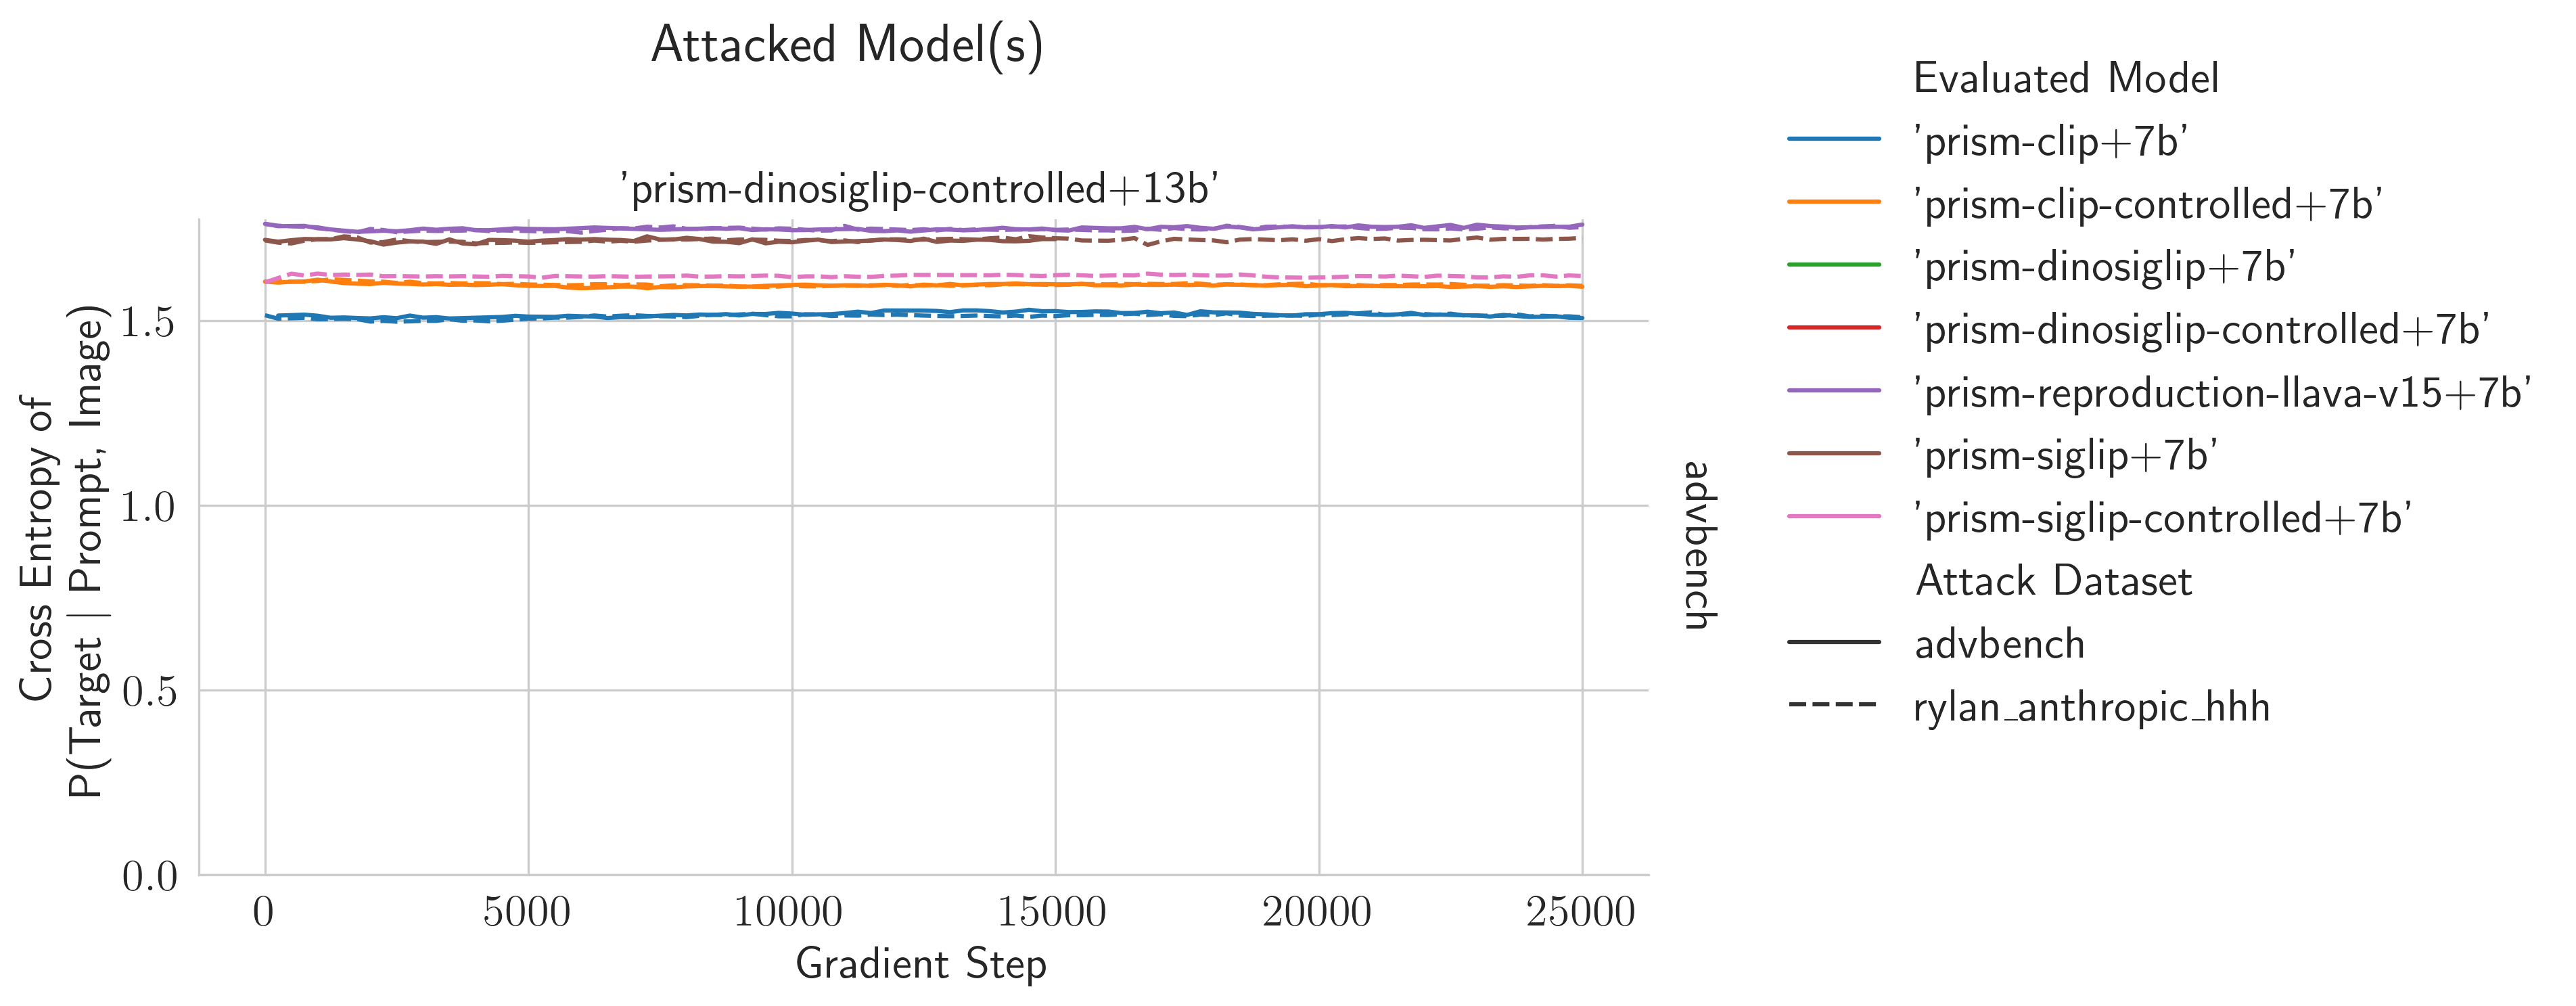 Attacked Model(s)
'prism-dinosiglip-controlled+13b'
Cross Entropy of
P(Target | Prompt, Image)
1.5
1.0
0.5
0.0
0
5000
10000
15000
20000
25000
Gradient Step
advbench
Evaluated Model
'prism-clip+7b'
'prism-clip-controlled+7b'
'prism-dinosiglip+7b'
'prism-dinosiglip-controlled+7b'
'prism-reproduction-llava-v15+7b'
'prism-siglip+7b'
'prism-siglip-controlled+7b'
Attack Dataset
advbench
rylan_anthropic_hhh